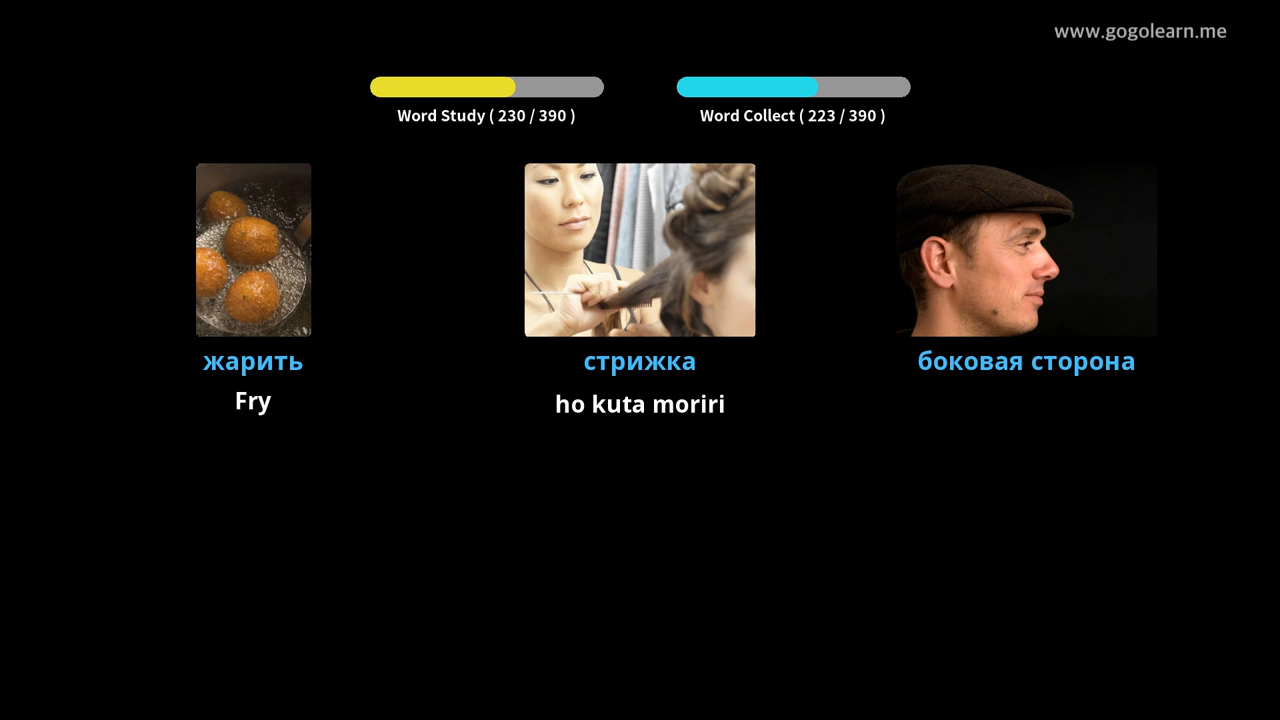 www.gogolearn.me
Word Study ( 230 / 390 )
Word Collect ( 223 / 390 )
жарить
стрижка
боковая сторона
Fry
ho kuta moriri